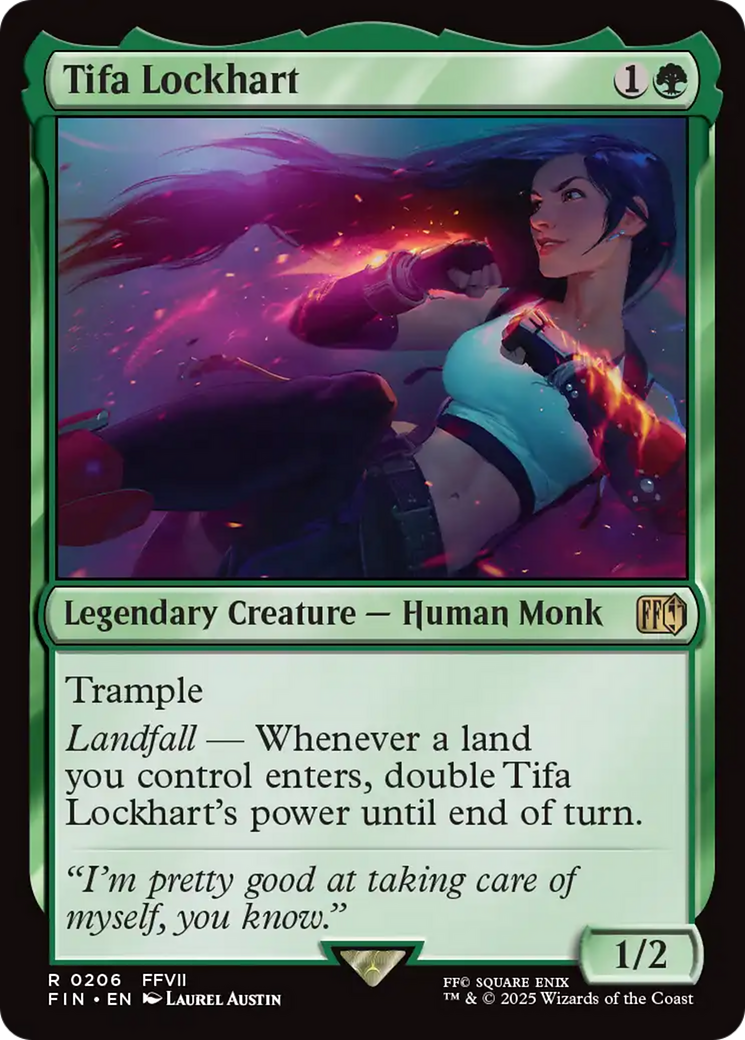 Tifa Lockhart 1
Legendary Creature — Human Monk FF
Trample
Landfall — Whenever a land
you control enters, double Tifa
Lockhart's power until end of turn.
“I'm pretty good at taking care of
myself, you know.”
1/2
R 0206 FFVII
FIN • EN LAUREL AUSTIN
FF© SQUARE ENIX
™ & © 2025 Wizards of the Coast